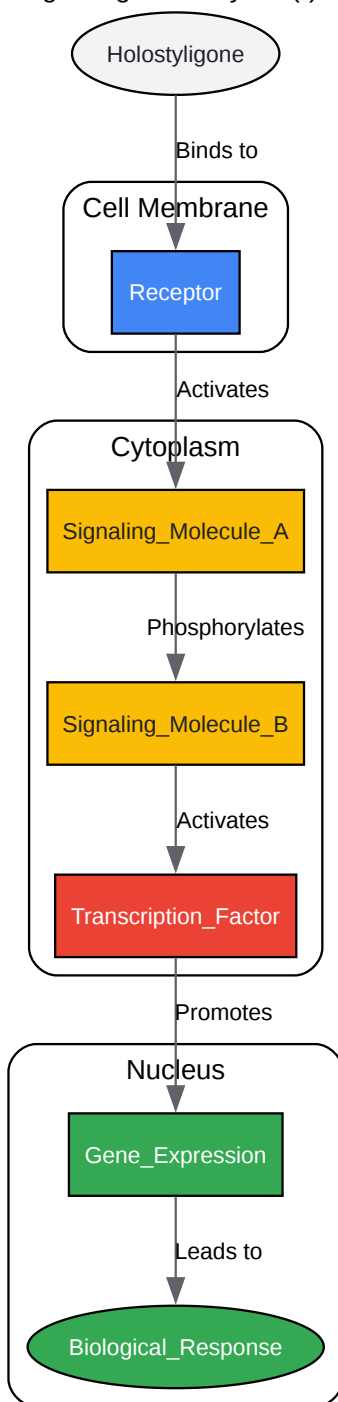 Holostyligone
Binds to
Cell Membrane
Receptor
Activates
Cytoplasm
Signaling_Molecule_A
Phosphorylates
Signaling_Molecule_B
Activates
Transcription_Factor
Promotes
Nucleus
Gene_Expression
Leads to
Biological_Response